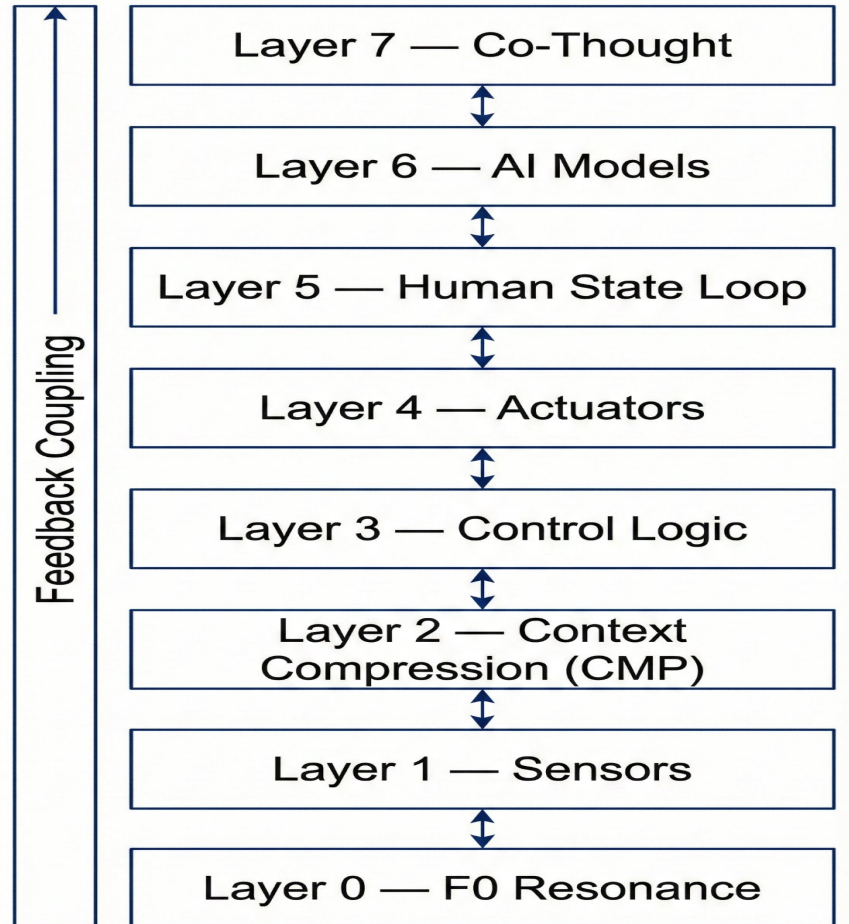 Layer 7 — Co-Thought
Layer 6 — AI Models
Layer 5 — Human State Loop
Layer 4 — Actuators
Layer 3 — Control Logic
Layer 2 — Context
Compression (CMP)
Layer 1 — Sensors
Layer 0 — F0 Resonance
Feedback Coupling